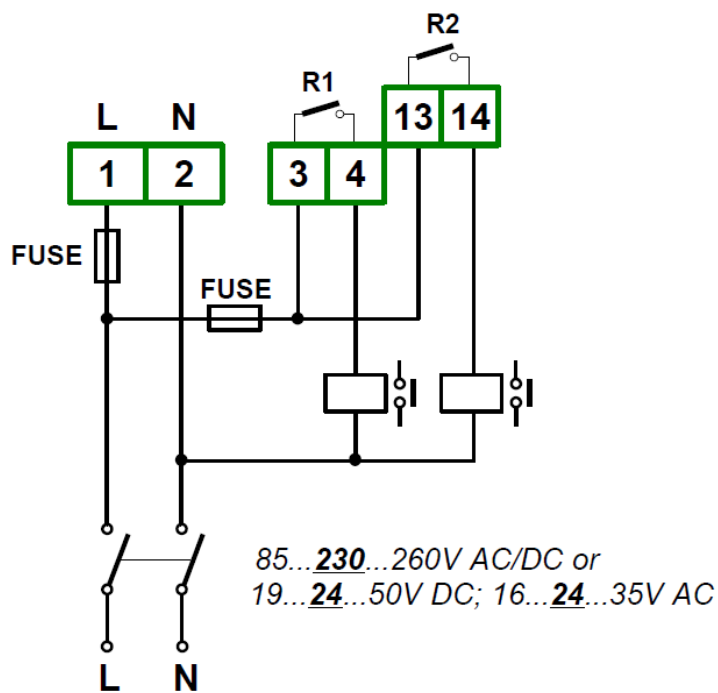 R2
R1
L N
13 14
1 2 3 4
FUSE
FUSE
85...230...260V AC/DC or
19...24...50V DC; 16...24...35V AC
L N